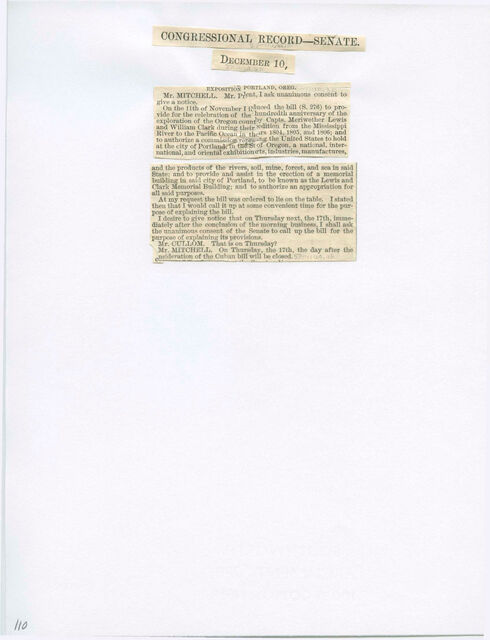 CONGRESSIONAL RECORD—SENATE.
DECEMBER 10,
EXPOSITION PORTLAND, OREG.
Mr. MITCHELL. Mr. P ent, I ask unanimous consent to
give a notice.
On the 11th of November I duced the bill (S. 276) to pro-
vide for the celebration of the hundredth anniversary of the
exploration of the Oregon coun by Capts. Meriwether Lewis
and William Clark during their edition from the Mississippi
River to the Pacific Ocean in the rs 1804, 1805, and 1806; and
to authorize a commission the United States to hold
at the city of Portland, in the St of Oregon, a national, inter-
national, and oriental exhibition rts, industries, manufactures,
and the products of the rivers, soil, mine, forest, and sea in said
State; and to provide and assist in the erection of a memorial
building in said city of Portland, to be known as the Lewis and
Clark Memorial Building; and to authorize an appropriation for
all said purposes.
At my request the bill was ordered to lie on the table. I stated
then that I would call it up at some convenient time for the pur-
pose of explaining the bill.
I desire to give notice that on Thursday next, the 17th, imme-
diately after the conclusion of the morning business, I shall ask
the unanimous consent of the Senate to call up the bill for the
purpose of explaining its provisions.
Mr. CULLOM. That is on Thursday?
Mr. MITCHELL. On Thursday, the 17th, the day after the
nsideration of the Cuban bill will be closed.
110